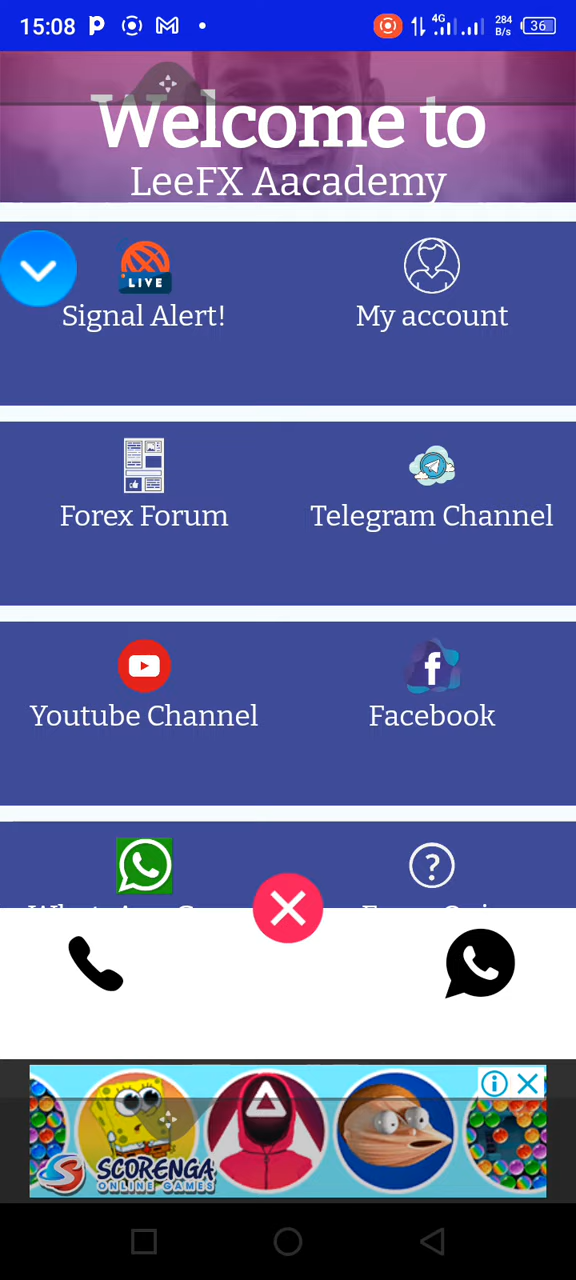 15:08
4G
284
B/s
36
Welcome to
LeeFX Aacademy
LIVE
Signal Alert!
My account
Forex Forum
Telegram Channel
Youtube Channel
Facebook
?
SCORENGA
ONLINE GAMES